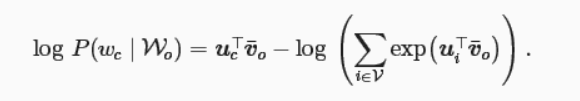 log P(w_c | 𝒲_o) = u_c^⊤ v̄_o − log ( ∑_{i∈𝒱} exp(u_i^⊤ v̄_o) ) .